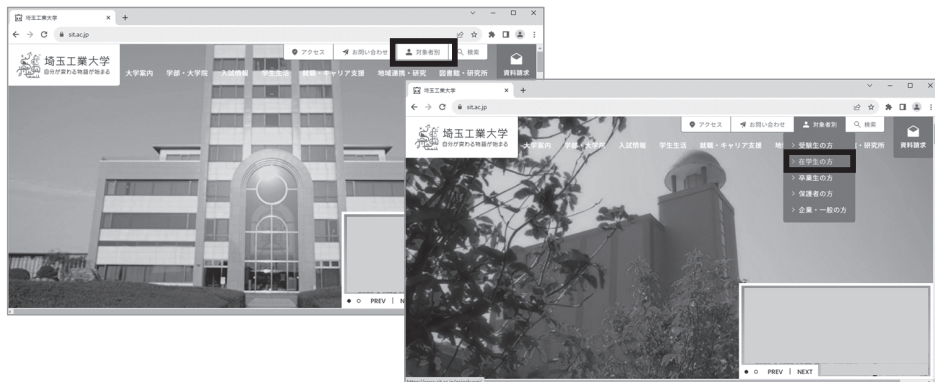 埼玉工業大学
sit.ac.jp
アクセス
お問い合わせ
対象者別
検索
埼玉工業大学
自分が変わる物語が始まる
大学案内 学部・大学院 入試情報 学生生活 就職・キャリア支援 地域連携・研究 図書館・研究所 資料請求
PREV
埼玉工業大学
sit.ac.jp
アクセス
お問い合わせ
対象者別
検索
埼玉工業大学
自分が変わる物語が始まる
大学案内 学部・大学院 入試情報 学生生活 就職・キャリア支援 ・研究所 資料請求
> 受験生の方
> 在学生の方
> 卒業生の方
> 保護者の方
> 企業・一般の方
PREV | NEXT